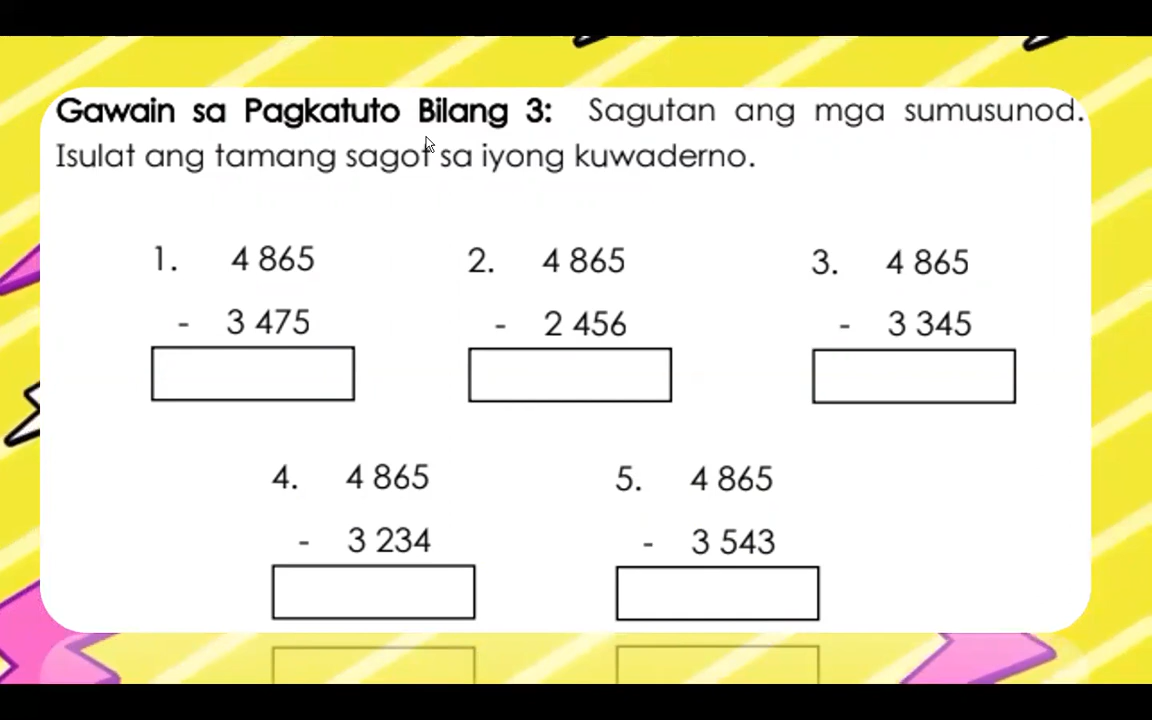 Gawain sa Pagkatuto Bilang 3: Sagutan ang mga sumusunod.
Isulat ang tamang sagot sa iyong kuwaderno.
1. 4 865 2. 4 865 3. 4 865
- 3 475 - 2 456 - 3 345
4. 4 865 5. 4 865
- 3 234 - 3 543